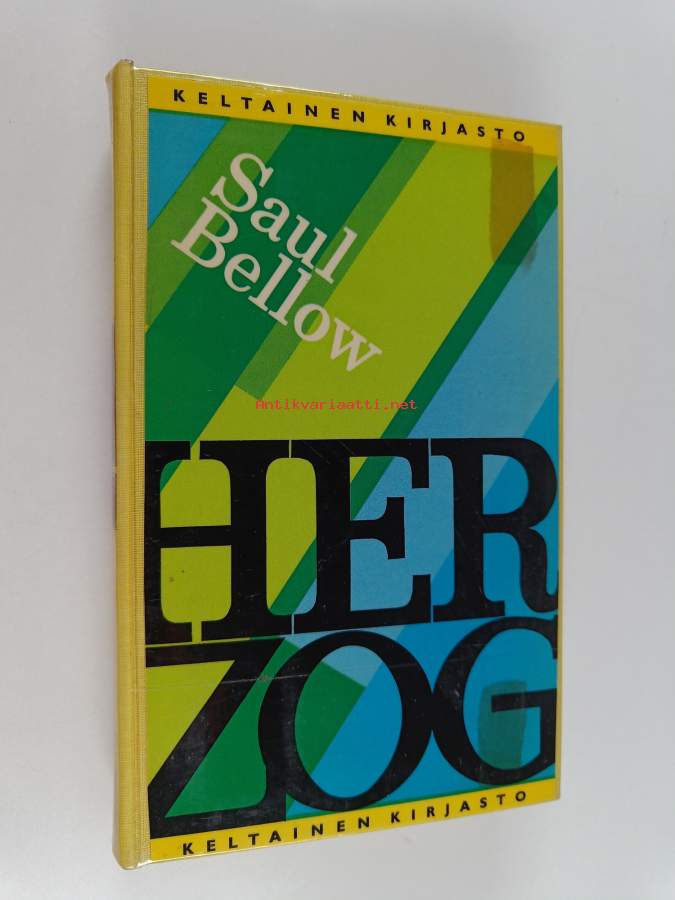 KELTAINEN KIRJASTO
Saul
Bellow
Antikvariaatti.net
HER
ZOG
KELTAINEN KIRJASTO